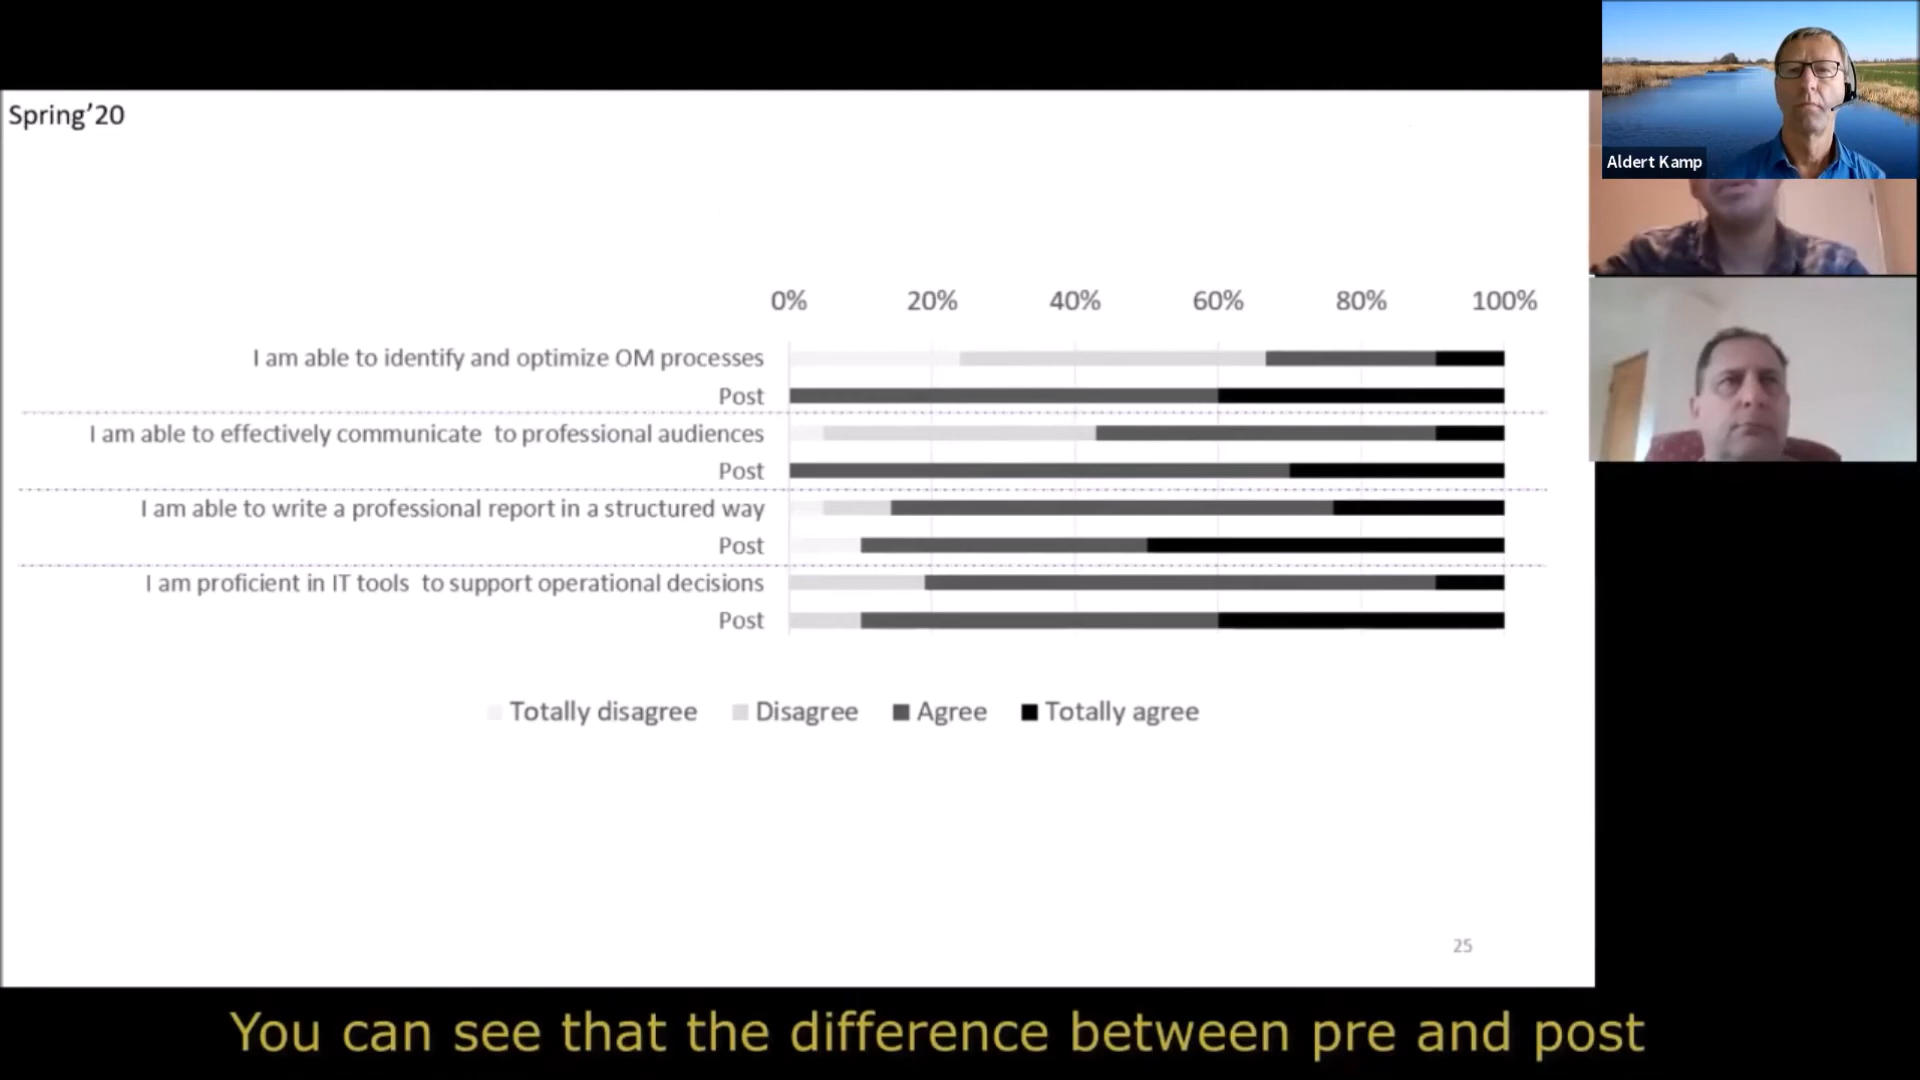 Spring'20
Aldert Kamp
0% 20% 40% 60% 80% 100%
I am able to identify and optimize OM processes
Post
I am able to effectively communicate to professional audiences
Post
I am able to write a professional report in a structured way
Post
I am proficient in IT tools to support operational decisions
Post
Totally disagree Disagree Agree Totally agree
25
You can see that the difference between pre and post